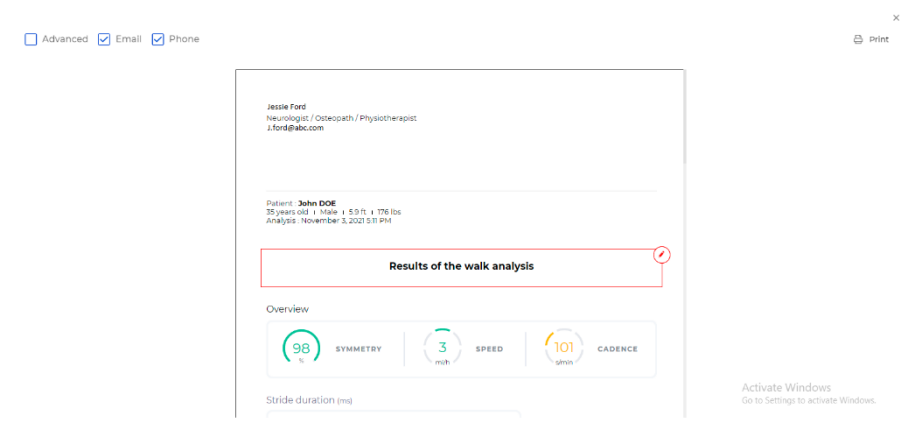 ×
Advanced Email Phone
Print
Jessie Ford
Neurologist / Osteopath / Physiotherapist
J.ford@abc.com
Patient : John DOE
35 years old ı Male ı 5.9 ft ı 176 lbs
Analysis : November 3, 2021 5:11 PM
Results of the walk analysis
Overview
98 % SYMMETRY 3 mi/h SPEED 101 s/min CADENCE
Stride duration (ms)
Activate Windows
Go to Settings to activate Windows.